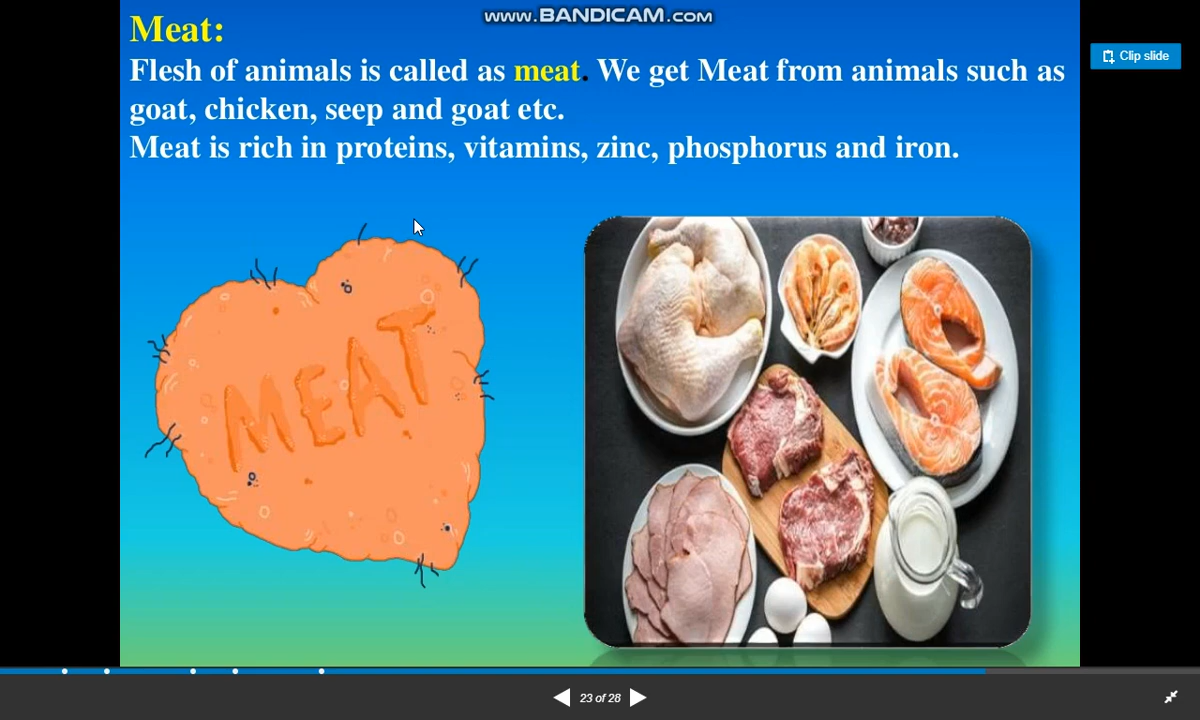 www.BANDICAM.com
Meat:
Flesh of animals is called as meat. We get Meat from animals such as
goat, chicken, seep and goat etc.
Meat is rich in proteins, vitamins, zinc, phosphorus and iron.
Clip slide
MEAT
23 of 28